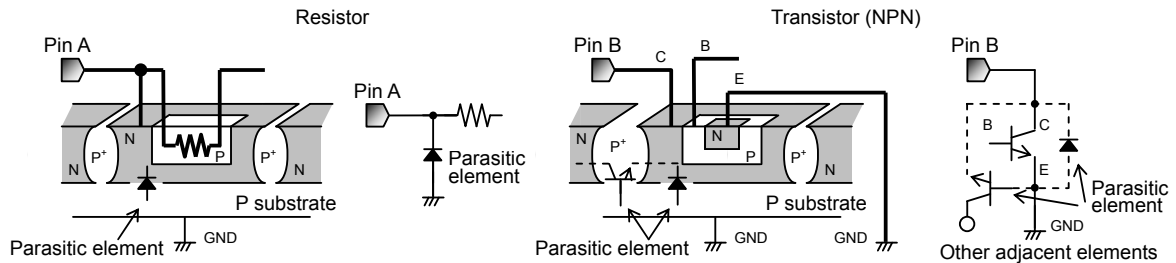 Resistor
Pin A
N
P+
N
P
P+
N
Parasitic element
P substrate
GND
Pin A
Parasitic
element
Transistor (NPN)
Pin B
C
B
E
N
P+
N
P
P+
N
P substrate
Parasitic element
GND
GND
Pin B
B
C
E
Parasitic
element
GND
Other adjacent elements